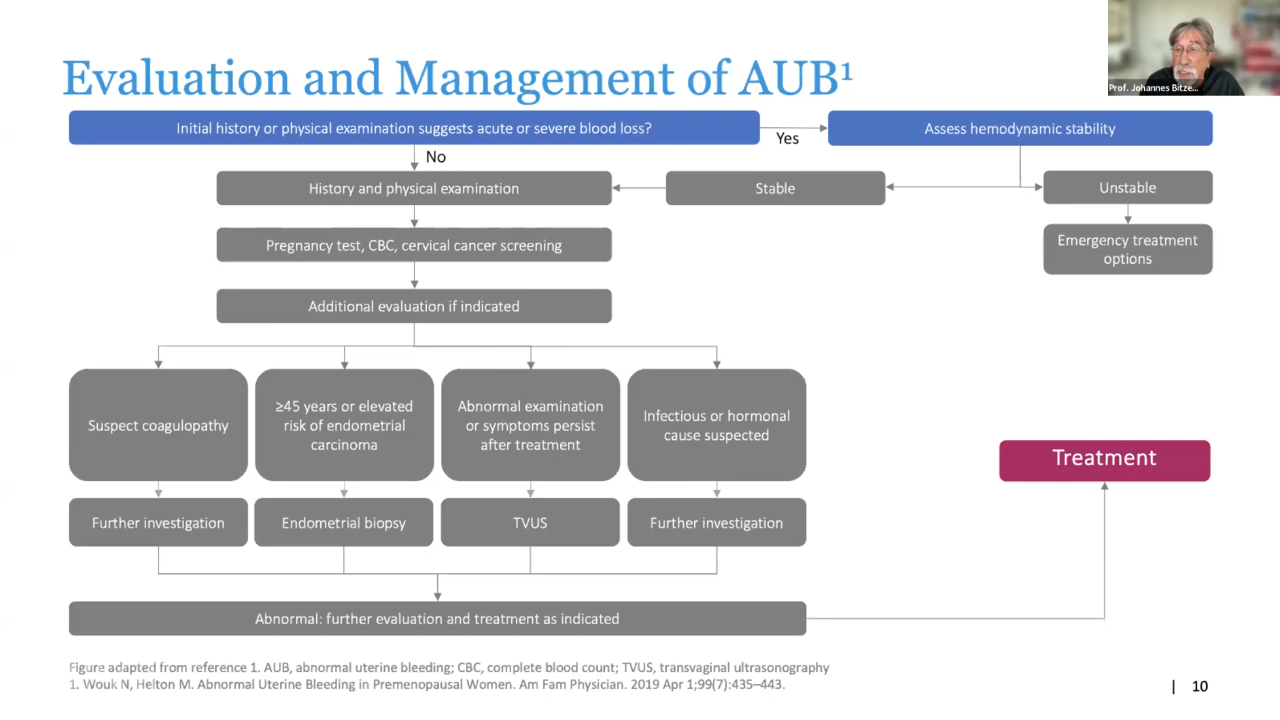 Prof. Johannes Bitze...
Evaluation and Management of AUB¹
Initial history or physical examination suggests acute or severe blood loss?
Yes
Assess hemodynamic stability
No
History and physical examination
Stable
Unstable
Pregnancy test, CBC, cervical cancer screening
Emergency treatment
options
Additional evaluation if indicated
Suspect coagulopathy
≥45 years or elevated
risk of endometrial
carcinoma
Abnormal examination
or symptoms persist
after treatment
Infectious or hormonal
cause suspected
Treatment
Further investigation
Endometrial biopsy
TVUS
Further investigation
Abnormal: further evaluation and treatment as indicated
Figure adapted from reference 1. AUB, abnormal uterine bleeding; CBC, complete blood count; TVUS, transvaginal ultrasonography
1. Wouk N, Helton M. Abnormal Uterine Bleeding in Premenopausal Women. Am Fam Physician. 2019 Apr 1;99(7):435–443.
| 10